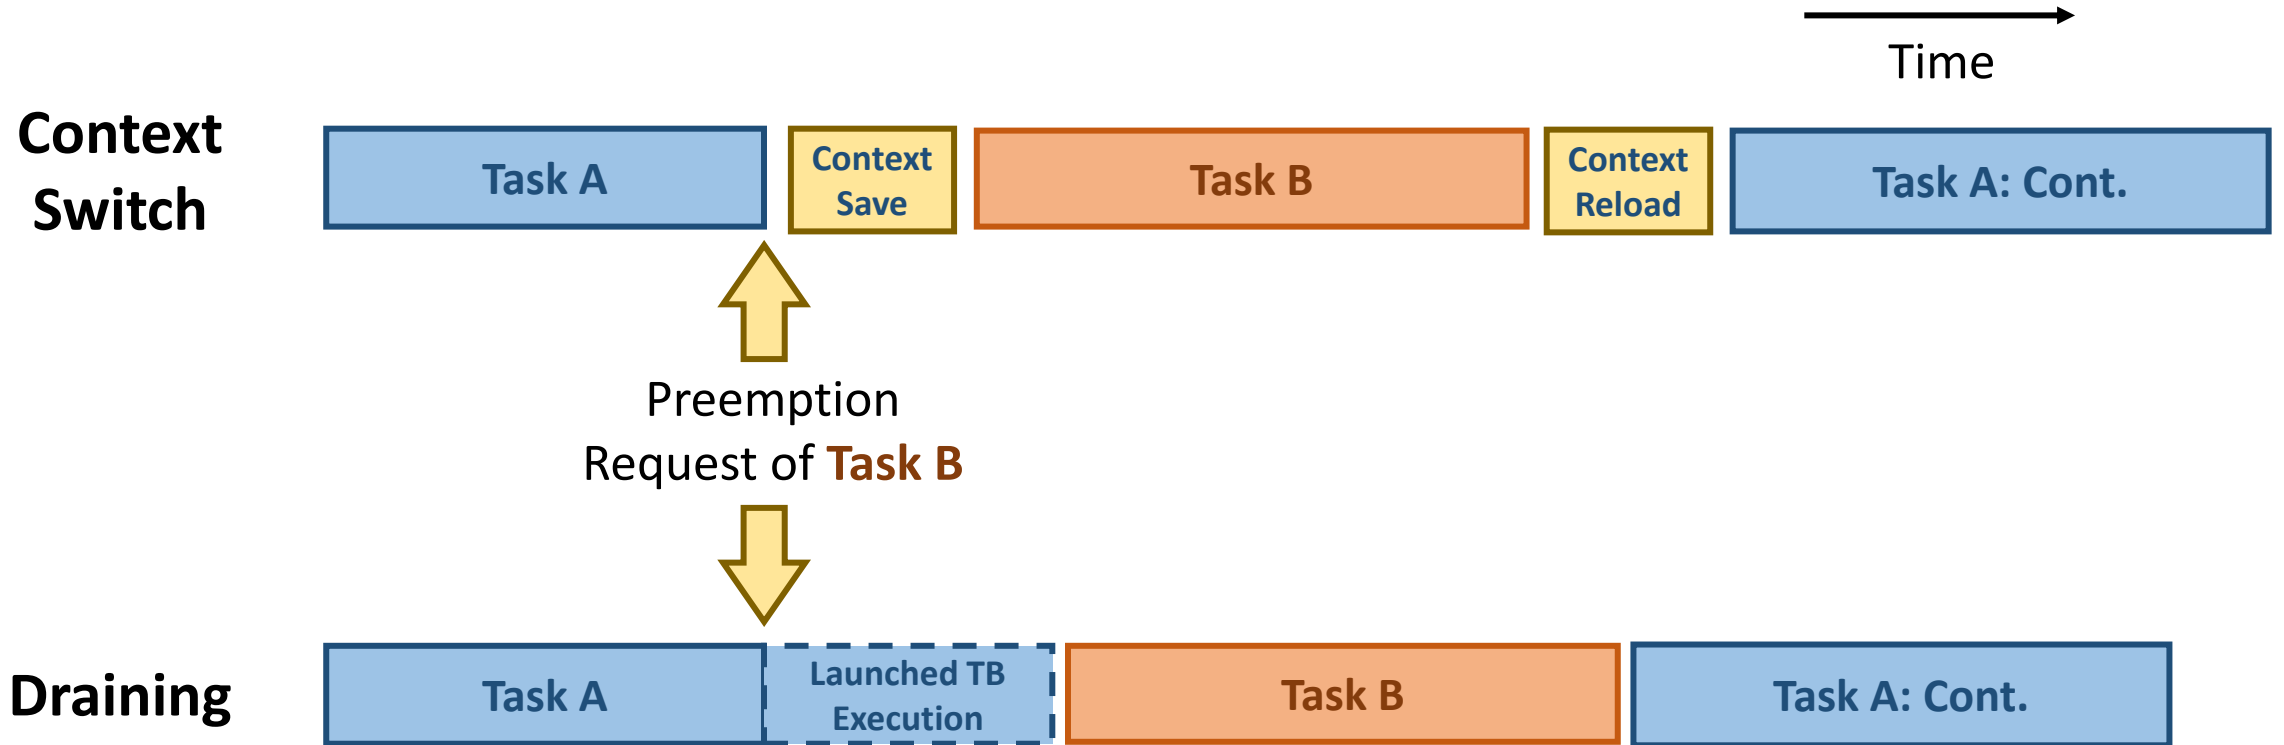 Time
Context
Switch
Task A
Context
Save
Task B
Context
Reload
Task A: Cont.
Preemption
Request of Task B
Draining
Task A
Launched TB
Execution
Task B
Task A: Cont.